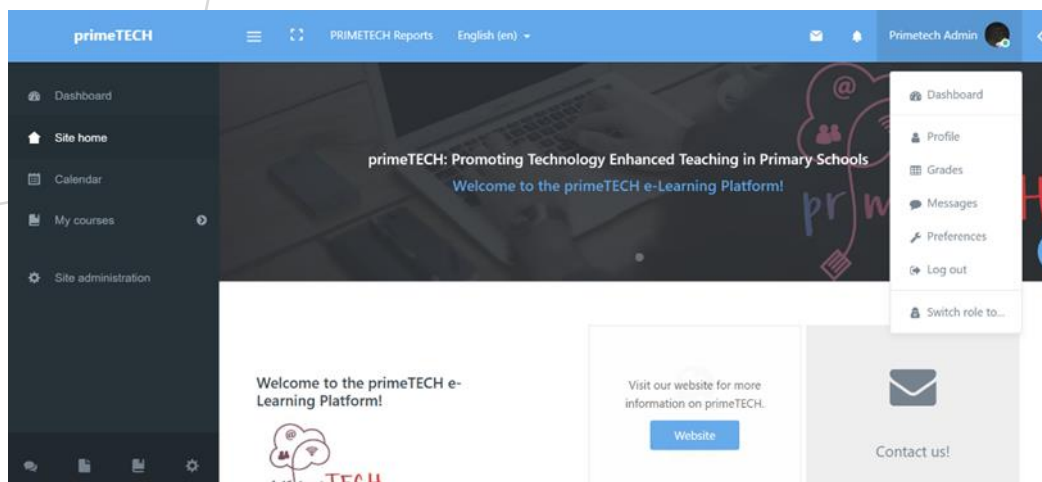 primeTECH
PRIMETECH Reports
English (en)
Primetech Admin
Dashboard
Site home
Calendar
My courses
Site administration
primeTECH: Promoting Technology Enhanced Teaching in Primary Schools
Welcome to the primeTECH e-Learning Platform!
pr
Dashboard
Profile
Grades
Messages
Preferences
Log out
Switch role to...
Welcome to the primeTECH e-
Learning Platform!
Visit our website for more
information on primeTECH.
Website
Contact us!